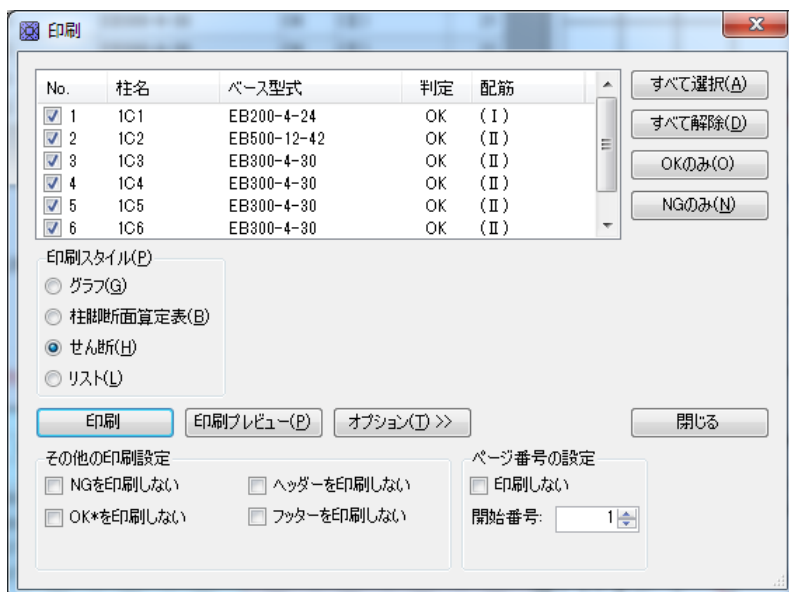 印刷
No. 柱名 ベース型式 判定 配筋
1 1C1 EB200-4-24 OK (Ⅰ)
2 1C2 EB500-12-42 OK (Ⅱ)
3 1C3 EB300-4-30 OK (Ⅱ)
4 1C4 EB300-4-30 OK (Ⅱ)
5 1C5 EB300-4-30 OK (Ⅱ)
6 1C6 EB300-4-30 OK (Ⅱ)
すべて選択(A)
すべて解除(D)
OKのみ(O)
NGのみ(N)
印刷スタイル(P)
グラフ(G)
柱脚断面算定表(B)
せん断(H)
リスト(L)
印刷 印刷プレビュー(P) オプション(T) >> 閉じる
その他の印刷設定
NGを印刷しない ヘッダーを印刷しない
OK*を印刷しない フッターを印刷しない
ページ番号の設定
印刷しない
開始番号: 1